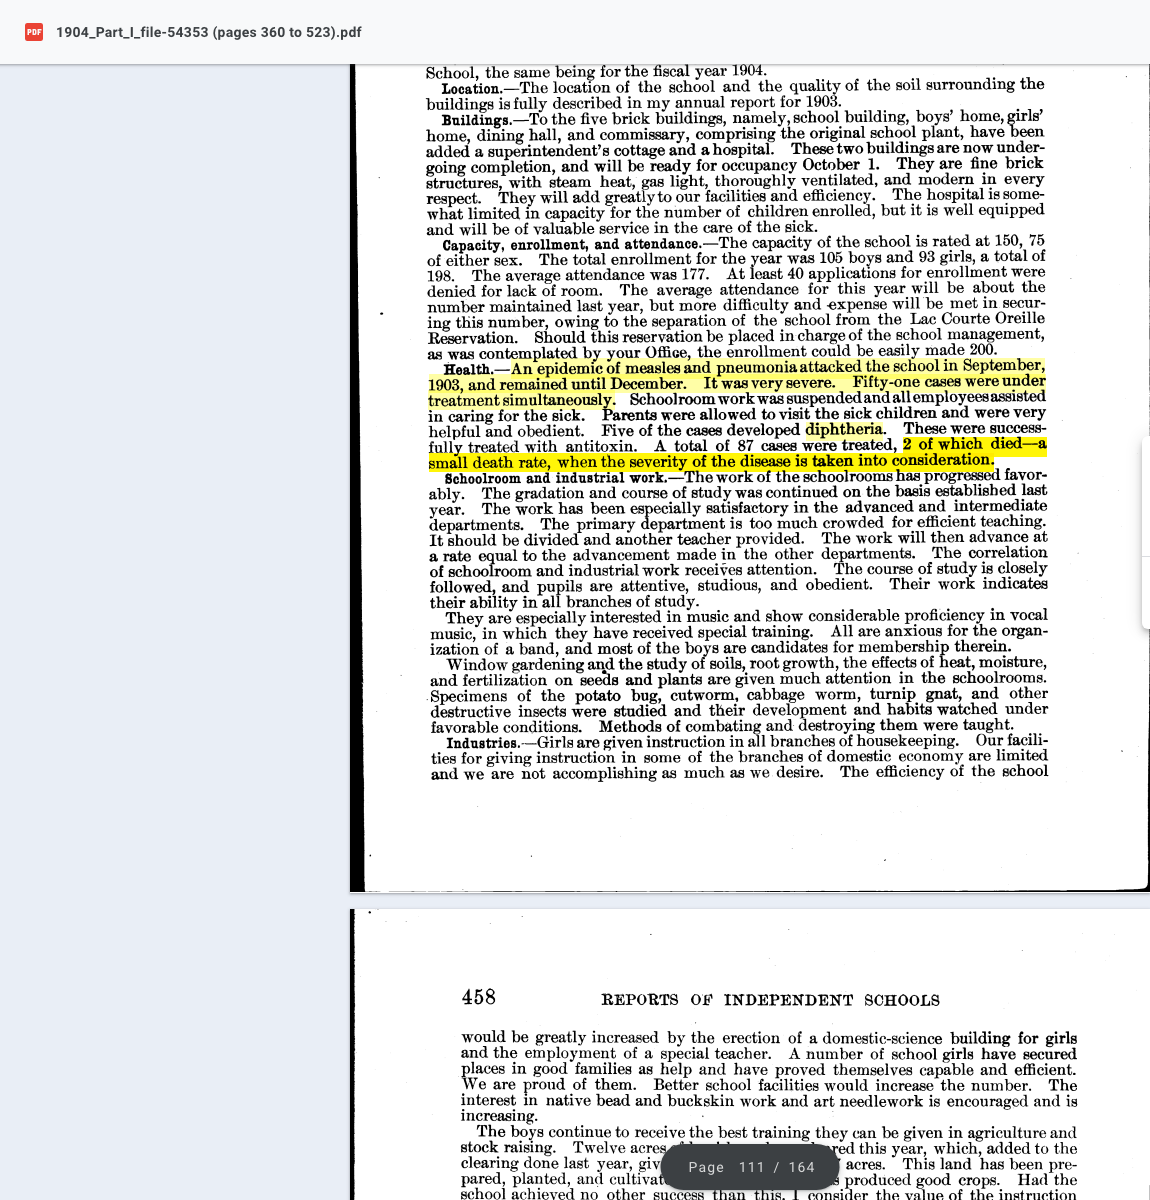 1904_Part_I_file-54353 (pages 360 to 523).pdf
School, the same being for the fiscal year 1904.
Location.—The location of the school and the quality of the soil surrounding the
buildings is fully described in my annual report for 1903.
Buildings.—To the five brick buildings, namely, school building, boys' home, girls'
home, dining hall, and commissary, comprising the original school plant, have been
added a superintendent's cottage and a hospital. These two buildings are now under-
going completion, and will be ready for occupancy October 1. They are fine brick
structures, with steam heat, gas light, thoroughly ventilated, and modern in every
respect. They will add greatly to our facilities and efficiency. The hospital is some-
what limited in capacity for the number of children enrolled, but it is well equipped
and will be of valuable service in the care of the sick.
Capacity, enrollment, and attendance.—The capacity of the school is rated at 150, 75
of either sex. The total enrollment for the year was 105 boys and 93 girls, a total of
198. The average attendance was 177. At least 40 applications for enrollment were
denied for lack of room. The average attendance for this year will be about the
number maintained last year, but more difficulty and expense will be met in secur-
ing this number, owing to the separation of the school from the Lac Courte Oreille
Reservation. Should this reservation be placed in charge of the school management,
as was contemplated by your Office, the enrollment could be easily made 200.
Health.—An epidemic of measles and pneumonia attacked the school in September,
1903, and remained until December. It was very severe. Fifty-one cases were under
treatment simultaneously. Schoolroom work was suspended and all employees assisted
in caring for the sick. Parents were allowed to visit the sick children and were very
helpful and obedient. Five of the cases developed diphtheria. These were success-
fully treated with antitoxin. A total of 87 cases were treated, 2 of which died—a
small death rate, when the severity of the disease is taken into consideration.
Schoolroom and industrial work.—The work of the schoolrooms has progressed favor-
ably. The gradation and course of study was continued on the basis established last
year. The work has been especially satisfactory in the advanced and intermediate
departments. The primary department is too much crowded for efficient teaching.
It should be divided and another teacher provided. The work will then advance at
a rate equal to the advancement made in the other departments. The correlation
of schoolroom and industrial work receives attention. The course of study is closely
followed, and pupils are attentive, studious, and obedient. Their work indicates
their ability in all branches of study.
They are especially interested in music and show considerable proficiency in vocal
music, in which they have received special training. All are anxious for the organ-
ization of a band, and most of the boys are candidates for membership therein.
Window gardening and the study of soils, root growth, the effects of heat, moisture,
and fertilization on seeds and plants are given much attention in the schoolrooms.
Specimens of the potato bug, cutworm, cabbage worm, turnip gnat, and other
destructive insects were studied and their development and habits watched under
favorable conditions. Methods of combating and destroying them were taught.
Industries.—Girls are given instruction in all branches of housekeeping. Our facili-
ties for giving instruction in some of the branches of domestic economy are limited
and we are not accomplishing as much as we desire. The efficiency of the school
458 REPORTS OF INDEPENDENT SCHOOLS
would be greatly increased by the erection of a domestic-science building for girls
and the employment of a special teacher. A number of school girls have secured
places in good families as help and have proved themselves capable and efficient.
We are proud of them. Better school facilities would increase the number. The
interest in native bead and buckskin work and art needlework is encouraged and is
increasing.
The boys continue to receive the best training they can be given in agriculture and
stock raising. Twelve acres this year, which, added to the
clearing done last year, acres. This land has been pre-
pared, planted, and produced good crops. Had the
school achieved no other success than this, I consider the value of the instruction
Page 111 / 164